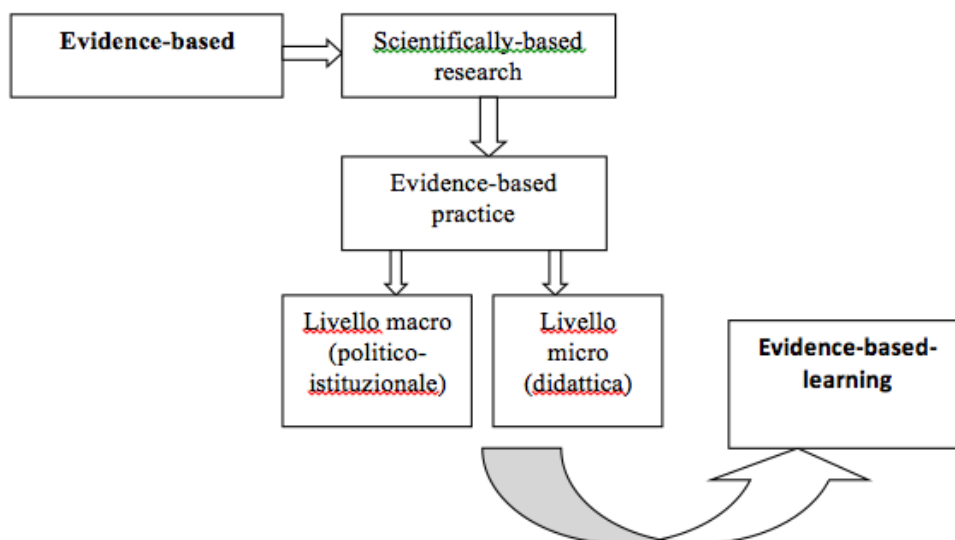 Evidence-based
Scientifically-based
research
Evidence-based
practice
Livello macro
(politico-
istituzionale)
Livello
micro
(didattica)
Evidence-based-
learning